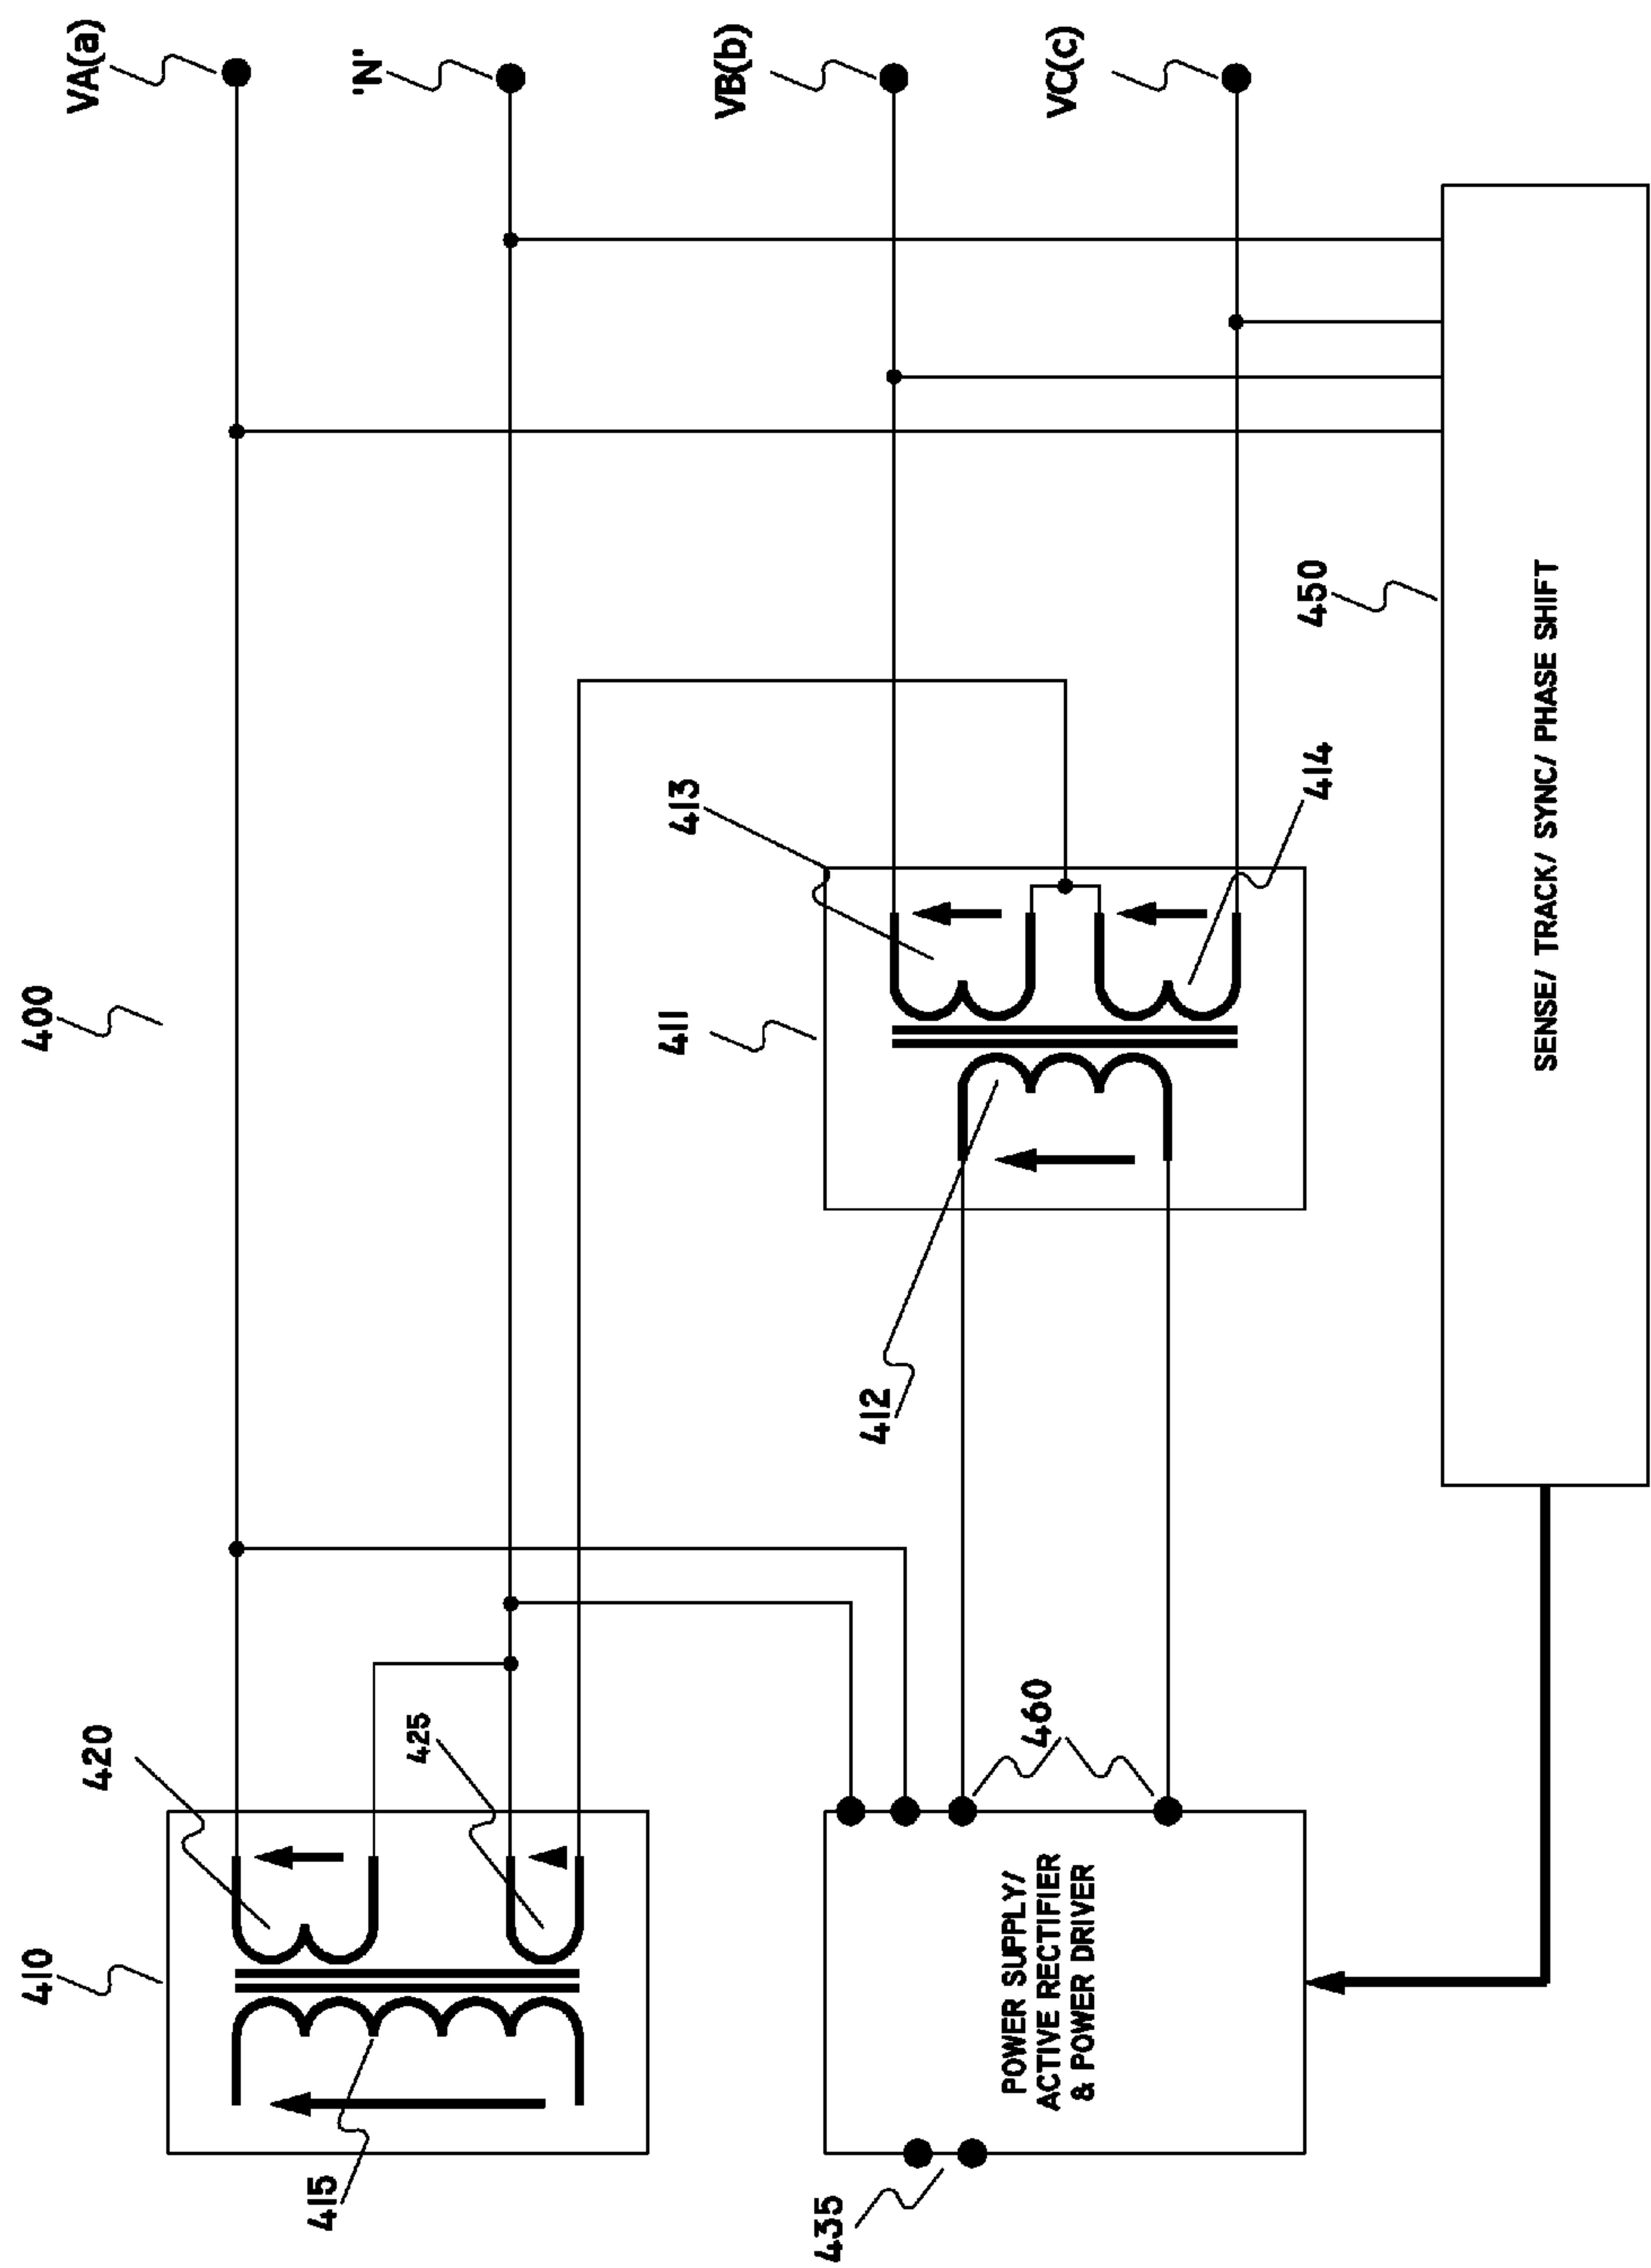 400
VA(a)
'N'
VB(b)
VC(c)
410
420
425
415
411
413
414
412
460
435
POWER SUPPLY/
ACTIVE RECTIFIER
& POWER DRIVER
450
SENSE/ TRACK/ SYNC/ PHASE SHIFT